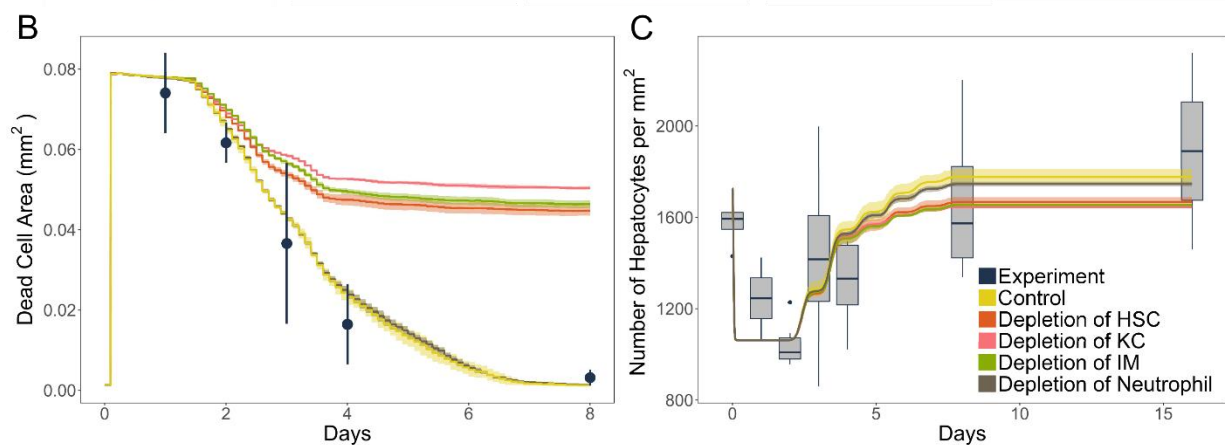 B
Dead Cell Area (mm²)
0.08
0.06
0.04
0.02
0.00
0 2 4 6 8
Days
C
Number of Hepatocytes per mm²
2000
1600
1200
800
0 5 10 15
Days
Experiment
Control
Depletion of HSC
Depletion of KC
Depletion of IM
Depletion of Neutrophil